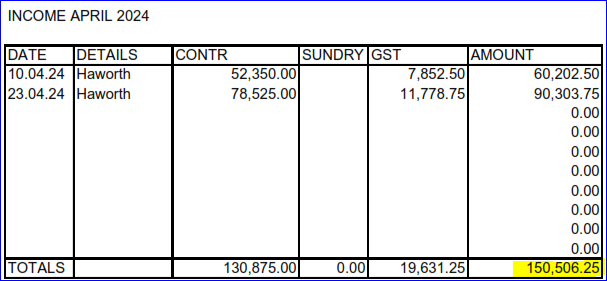 INCOME APRIL 2024
DATE DETAILS CONTR SUNDRY GST AMOUNT
10.04.24 Haworth 52,350.00 7,852.50 60,202.50
23.04.24 Haworth 78,525.00 11,778.75 90,303.75
0.00
0.00
0.00
0.00
0.00
0.00
0.00
0.00
TOTALS 130,875.00 0.00 19,631.25 150,506.25